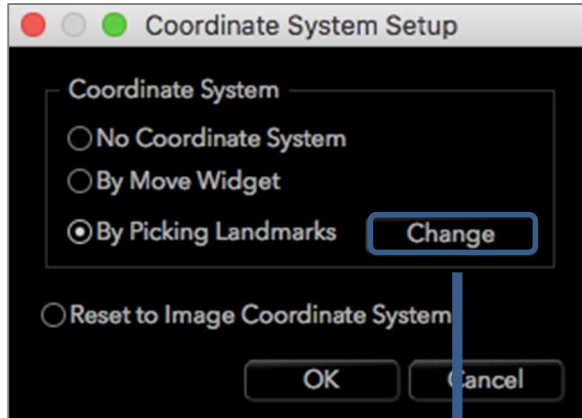 Coordinate System Setup
Coordinate System
No Coordinate System
By Move Widget
By Picking Landmarks Change
Reset to Image Coordinate System
OK Cancel